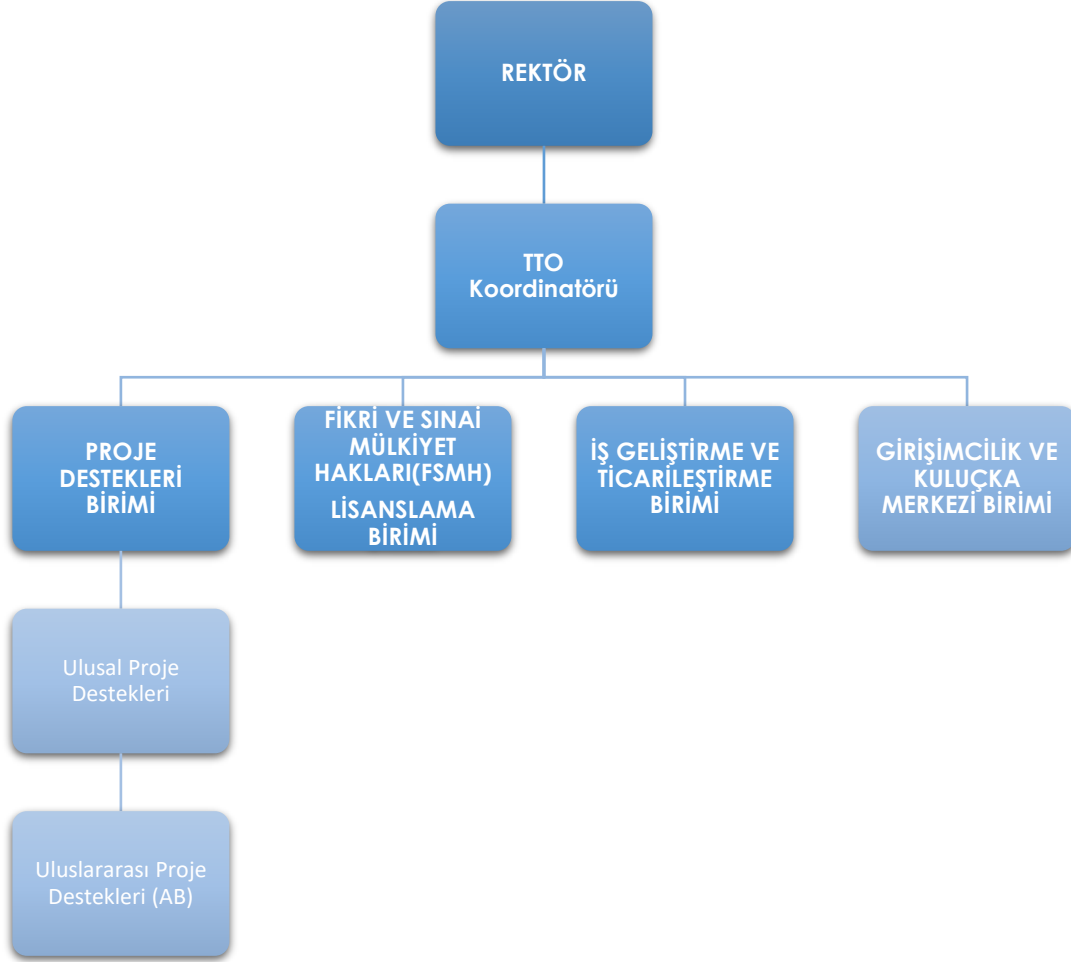 REKTÖR
TTO
Koordinatörü
PROJE
DESTEKLERİ
BİRİMİ
FİKRİ VE SINAİ
MÜLKİYET
HAKLARI(FSMH)
LİSANSLAMA
BİRİMİ
İŞ GELİŞTİRME VE
TİCARİLEŞTİRME
BİRİMİ
GİRİŞİMCİLİK VE
KULUÇKA
MERKEZİ BİRİMİ
Ulusal Proje
Destekleri
Uluslararası Proje
Destekleri (AB)